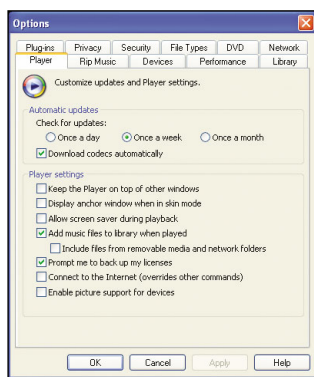 Options
Plug-ins Privacy Security File Types DVD Network
Player Rip Music Devices Performance Library
Customize updates and Player settings.
Automatic updates
Check for updates:
Once a day Once a week Once a month
Download codecs automatically
Player settings
Keep the Player on top of other windows
Display anchor window when in skin mode
Allow screen saver during playback
Add music files to library when played
Include files from removable media and network folders
Prompt me to back up my licenses
Connect to the Internet (overrides other commands)
Enable picture support for devices
OK Cancel Apply Help